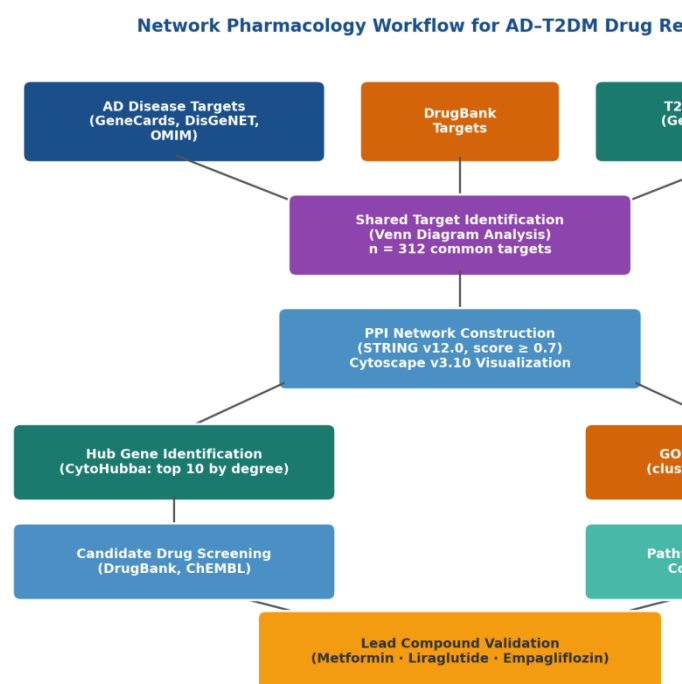 Network Pharmacology Workflow for AD–T2DM Drug Re
AD Disease Targets
(GeneCards, DisGeNET,
OMIM)
DrugBank
Targets
T2
(Ge
Shared Target Identification
(Venn Diagram Analysis)
n = 312 common targets
PPI Network Construction
(STRING v12.0, score ≥ 0.7)
Cytoscape v3.10 Visualization
Hub Gene Identification
(CytoHubba: top 10 by degree)
GO
(clus
Candidate Drug Screening
(DrugBank, ChEMBL)
Path
Co
Lead Compound Validation
(Metformin · Liraglutide · Empagliflozin)